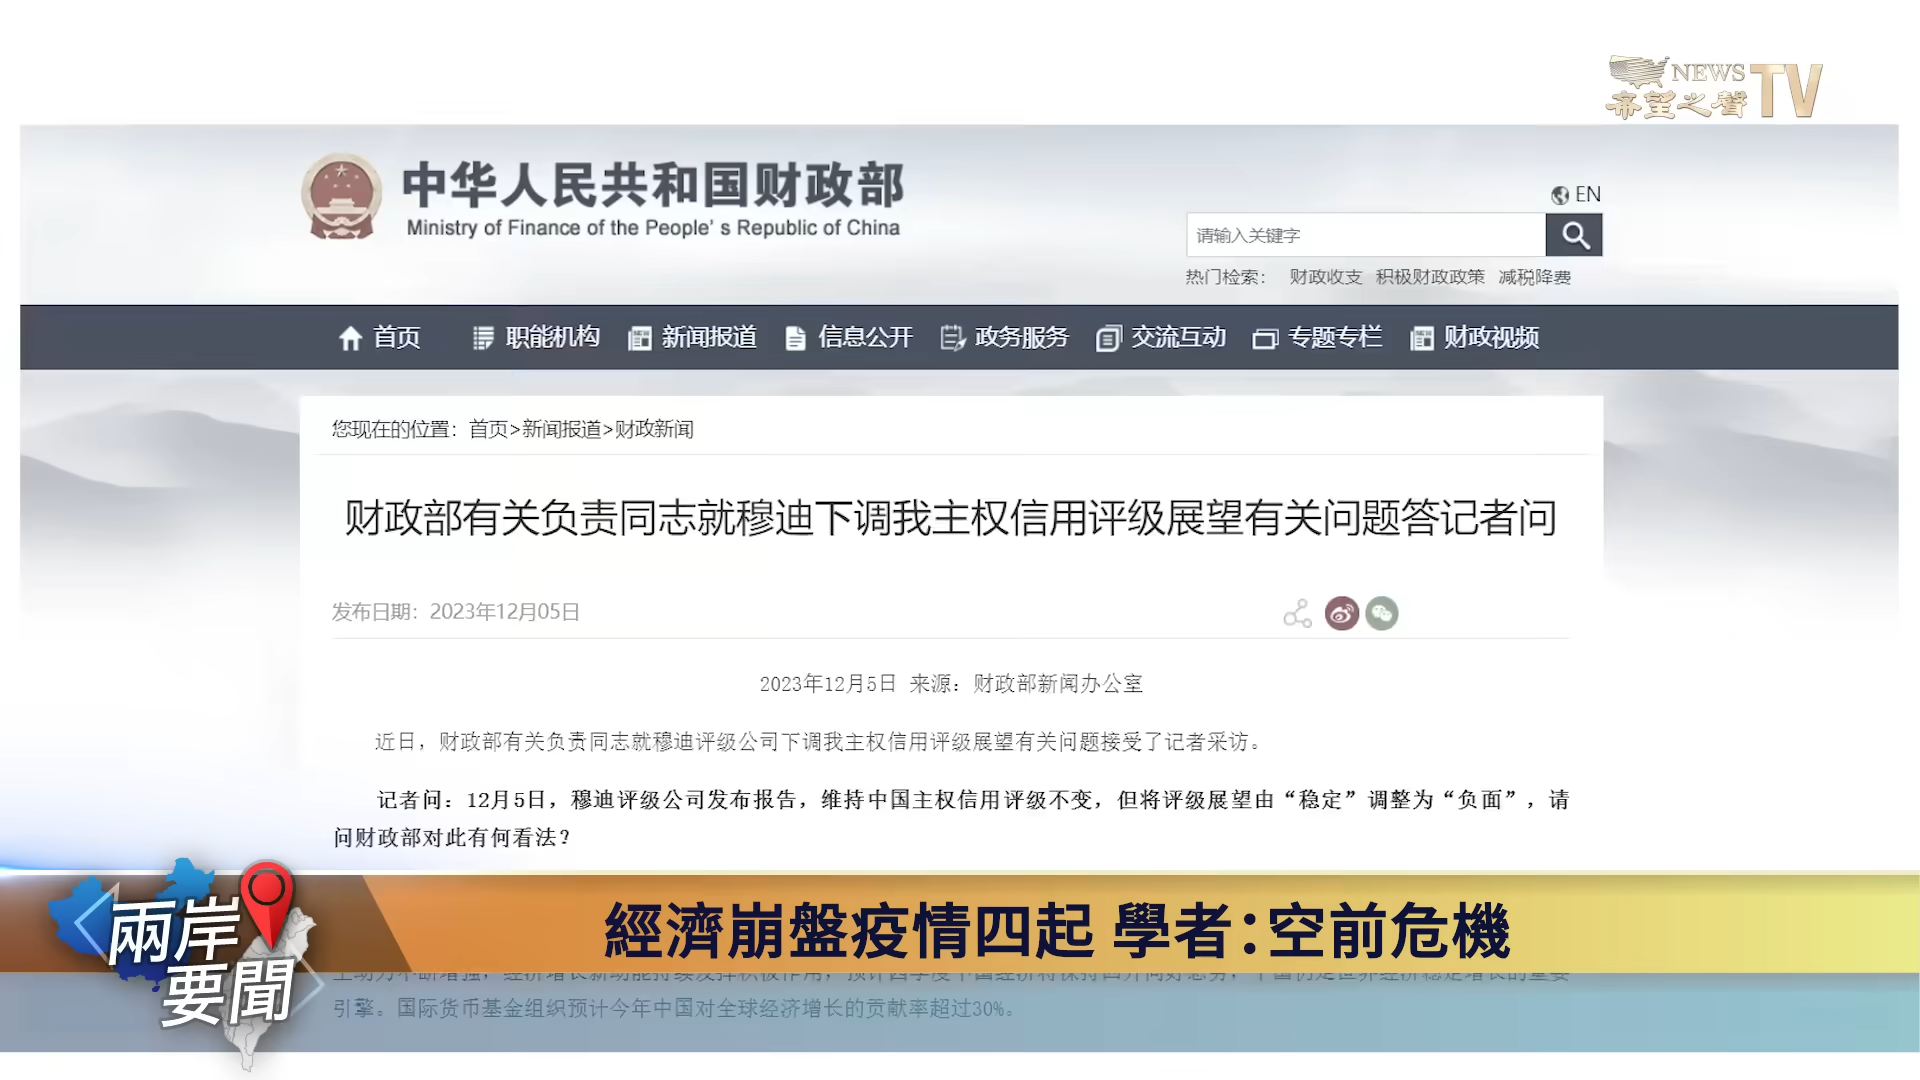 NEWS
希望之聲TV
中华人民共和国财政部
Ministry of Finance of the People's Republic of China
EN
请输入关键字
热门检索： 财政收支 积极财政政策 减税降费
首页 职能机构 新闻报道 信息公开 政务服务 交流互动 专题专栏 财政视频
您现在的位置：首页>新闻报道>财政新闻
财政部有关负责同志就穆迪下调我主权信用评级展望有关问题答记者问
发布日期：2023年12月05日
2023年12月5日 来源：财政部新闻办公室
近日，财政部有关负责同志就穆迪评级公司下调我主权信用评级展望有关问题接受了记者采访。
记者问：12月5日，穆迪评级公司发布报告，维持中国主权信用评级不变，但将评级展望由“稳定”调整为“负面”，请
问财政部对此有何看法？
兩岸
要聞
經濟崩盤疫情四起 學者：空前危機
引擎。国际货币基金组织预计今年中国对全球经济增长的贡献率超过30%。